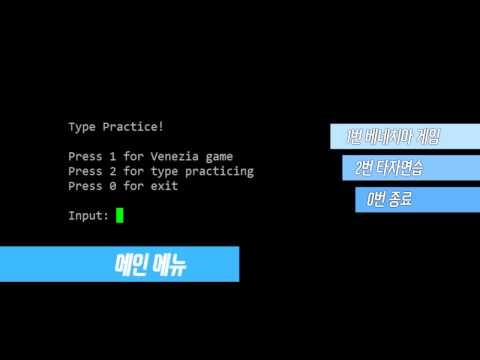 Type Practice!
Press 1 for Venezia game
Press 2 for type practicing
Press 0 for exit
Input:
1번 베네치아 게임
2번 타자연습
0번 종료
메인 메뉴